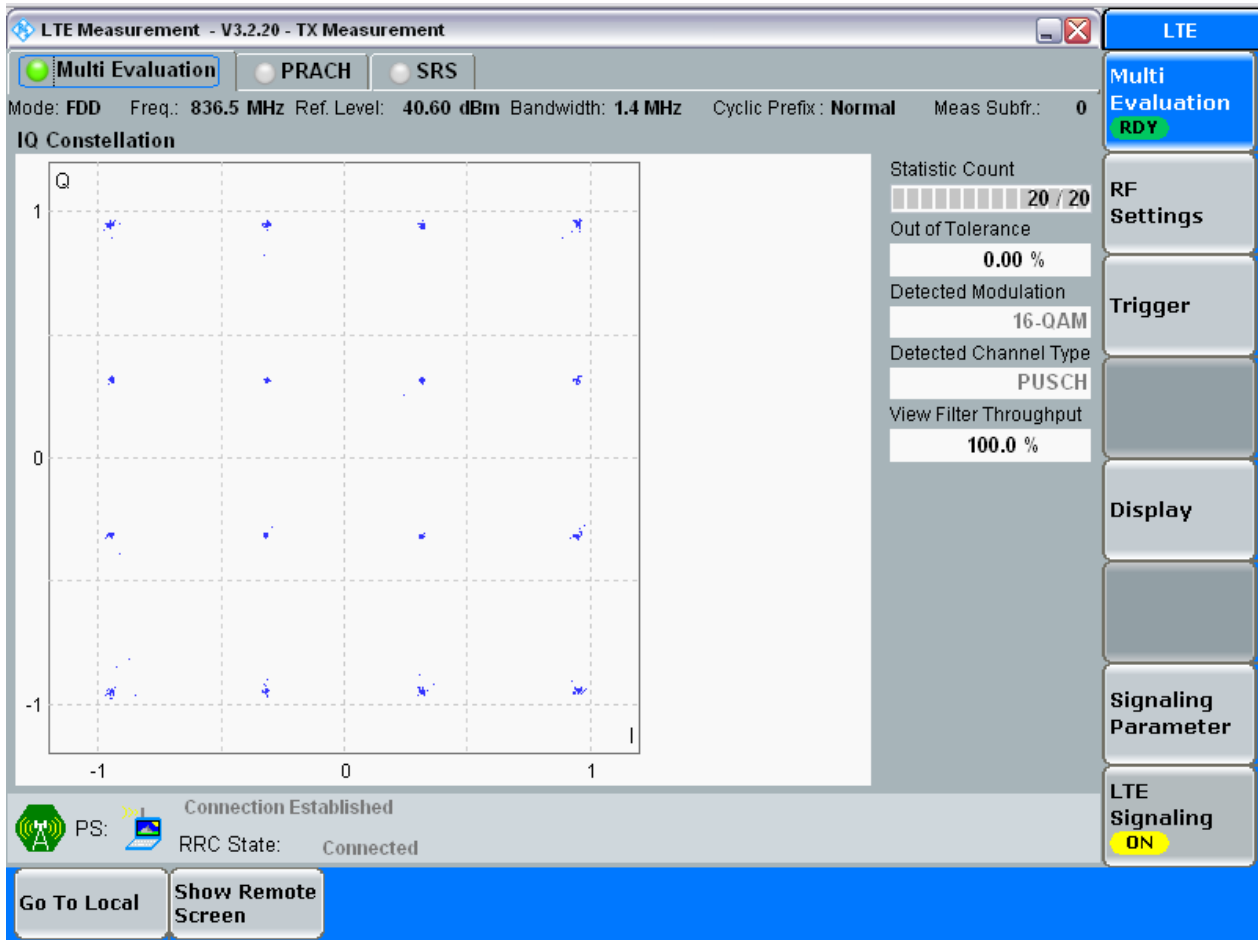 LTE Measurement - V3.2.20 - TX Measurement
LTE
Multi Evaluation PRACH SRS
Mode: FDD Freq.: 836.5 MHz Ref. Level: 40.60 dBm Bandwidth: 1.4 MHz Cyclic Prefix : Normal Meas Subfr.: 0
IQ Constellation
Q
1
0
-1
-1 0 1
I
Statistic Count
20 / 20
Out of Tolerance
0.00 %
Detected Modulation
16-QAM
Detected Channel Type
PUSCH
View Filter Throughput
100.0 %
Multi
Evaluation
RDY
RF
Settings
Trigger
Display
Signaling
Parameter
LTE
Signaling
ON
PS:
Connection Established
RRC State: Connected
Go To Local
Show Remote
Screen